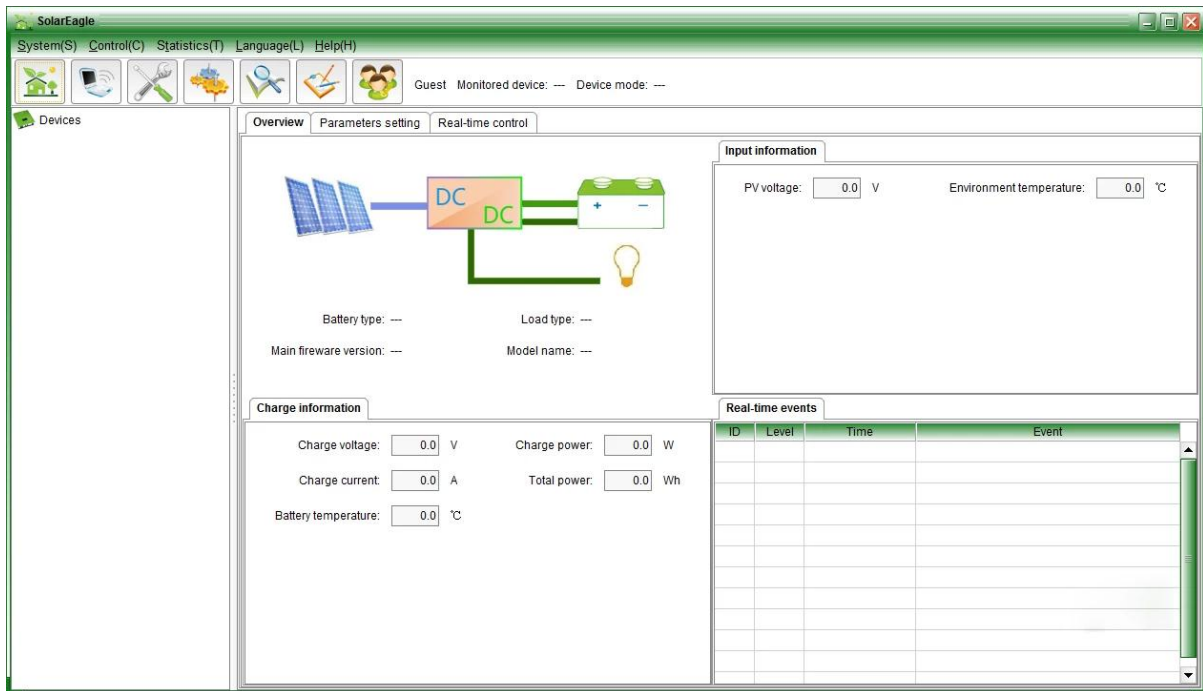 SolarEagle
System(S) Control(C) Statistics(T) Language(L) Help(H)
Guest Monitored device: --- Device mode: ---
Devices
Overview Parameters setting Real-time control
DC
DC
+ −
Battery type: --- Load type: ---
Main fireware version: --- Model name: ---
Input information
PV voltage: 0.0 V Environment temperature: 0.0 ℃
Charge information
Charge voltage: 0.0 V Charge power: 0.0 W
Charge current: 0.0 A Total power: 0.0 Wh
Battery temperature: 0.0 ℃
Real-time events
ID Level Time Event